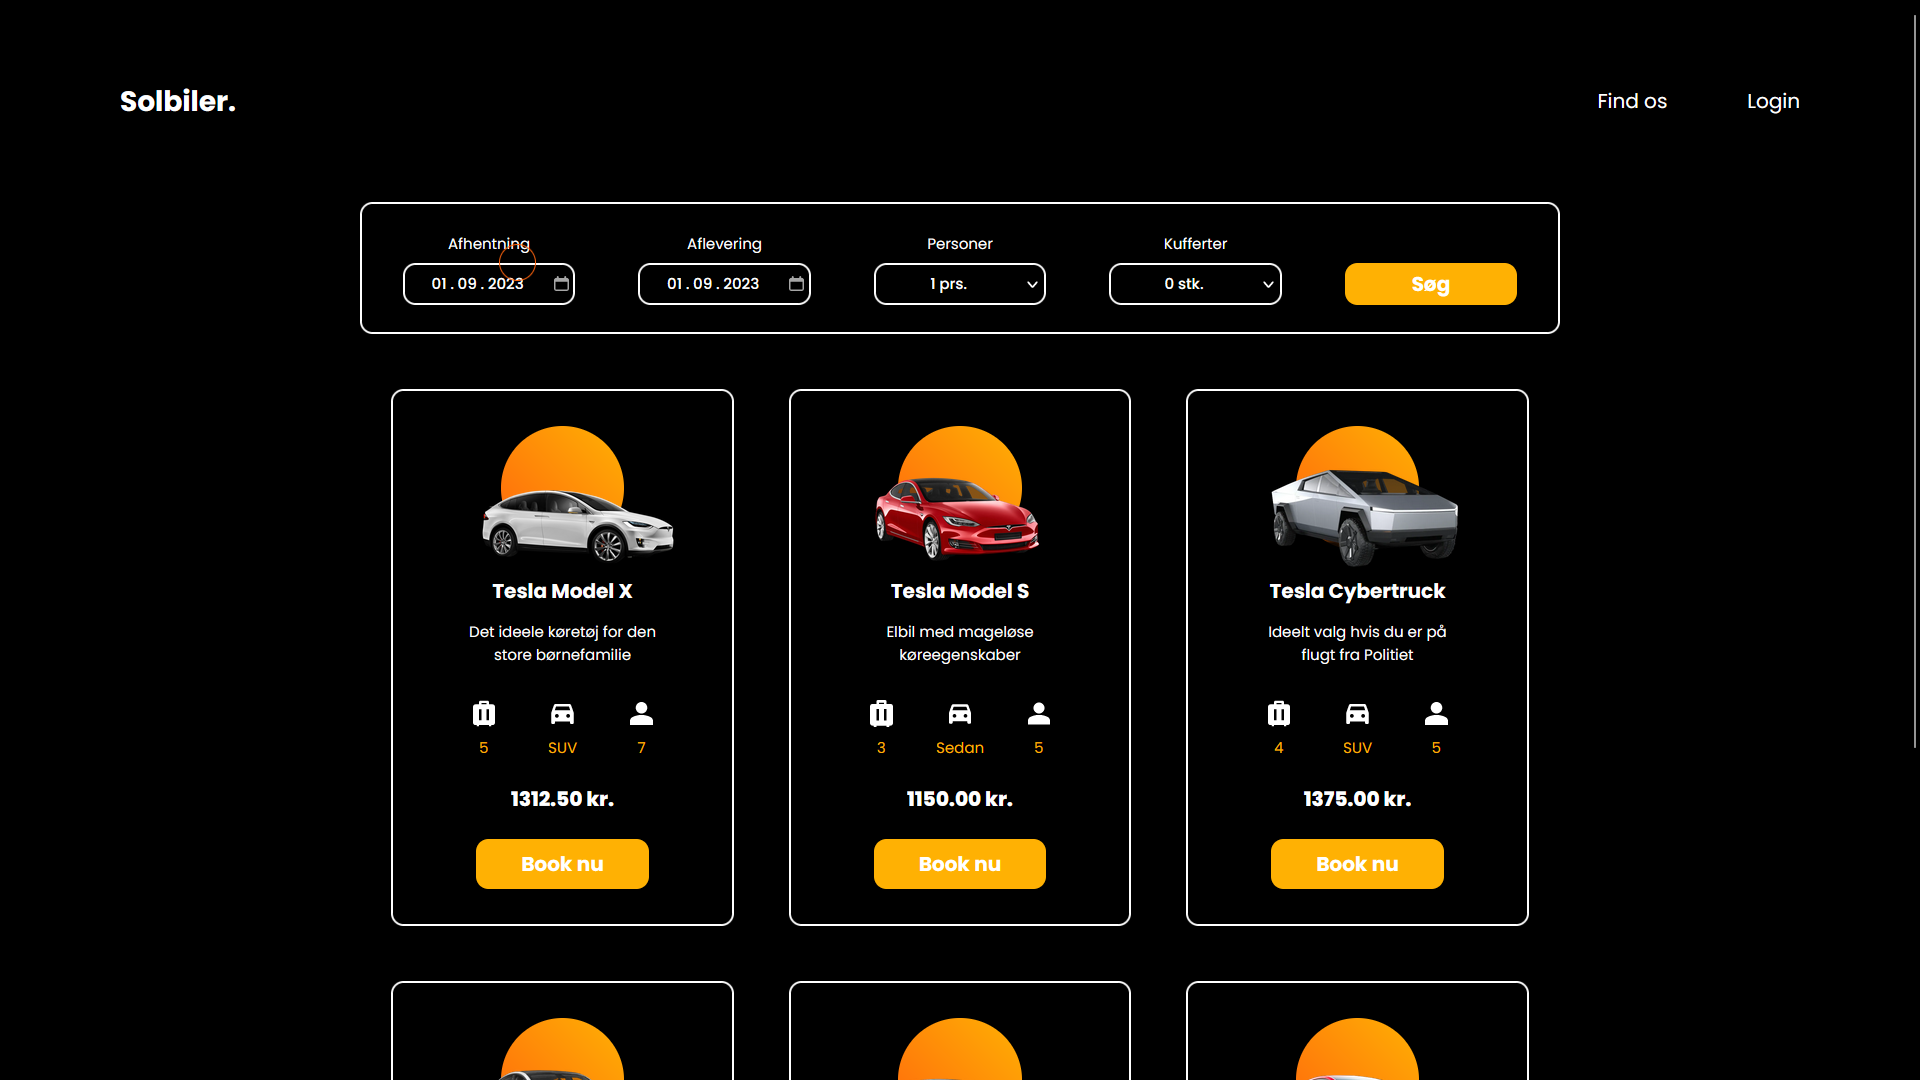 Solbiler.
Find os
Login
Afhentning
Aflevering
Personer
Kufferter
01.09.2023
01.09.2023
1 prs.
0 stk.
Søg
Tesla Model X
Det ideele køretøj for den
store børnefamilie
5
SUV
7
1312.50 kr.
Book nu
Tesla Model S
Elbil med mageløse
køreegenskaber
3
Sedan
5
1150.00 kr.
Book nu
Tesla Cybertruck
Ideelt valg hvis du er på
flugt fra Politiet
4
SUV
5
1375.00 kr.
Book nu